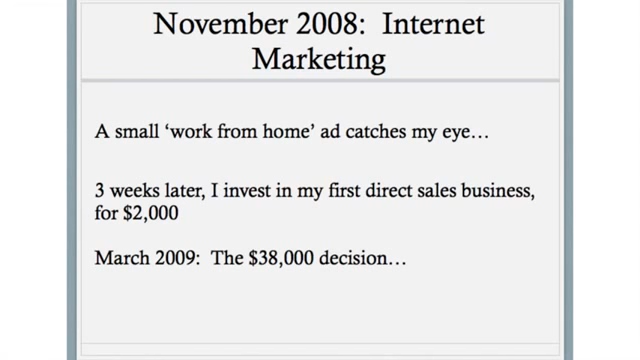 November 2008:  Internet
Marketing
A small ‘work from home’ ad catches my eye…
3 weeks later, I invest in my first direct sales business,
for $2,000
March 2009:  The $38,000 decision…